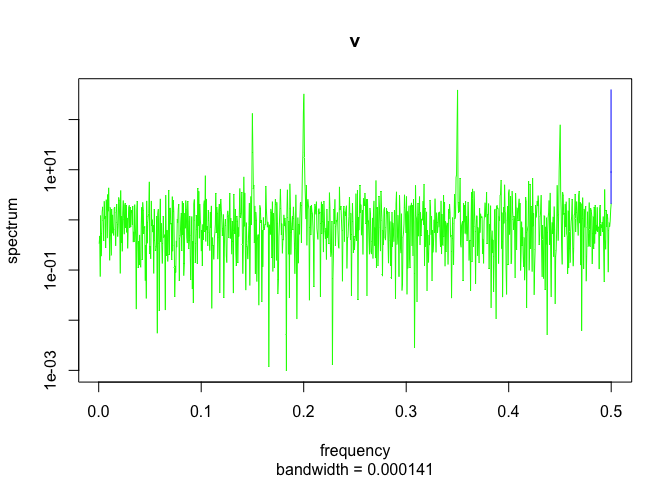 v
spectrum
1e+01
1e-01
1e-03
0.0 0.1 0.2 0.3 0.4 0.5
frequency
bandwidth = 0.000141